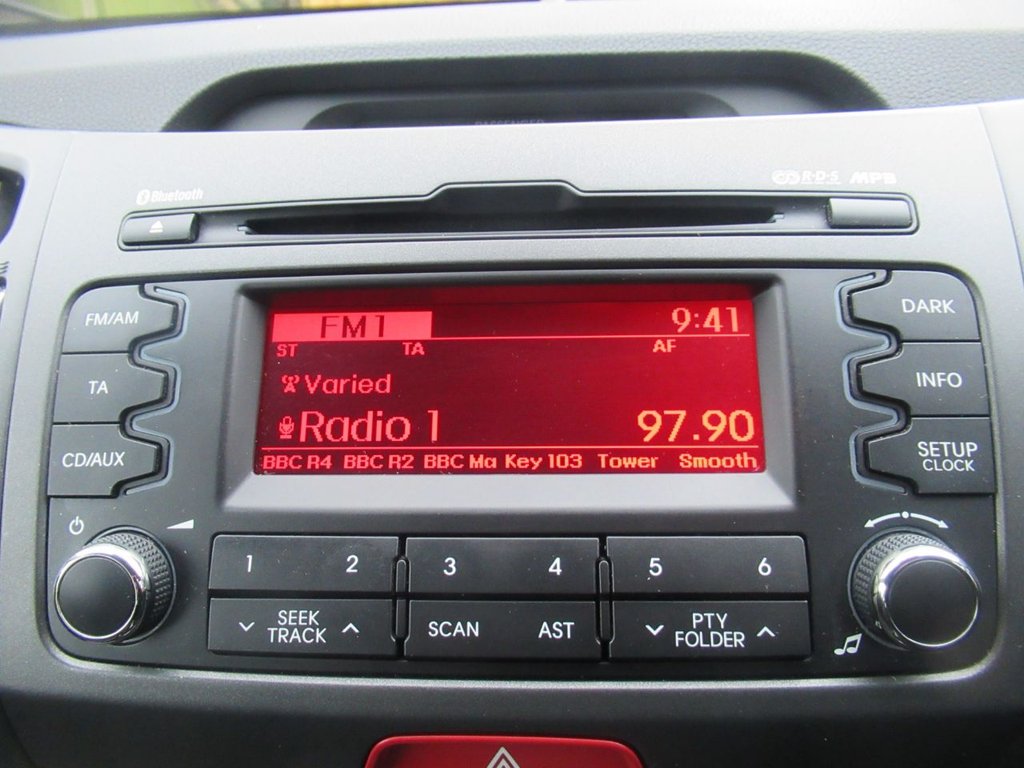 PASSENGER
Bluetooth
R·D·S MP3
FM/AM
TA
CD/AUX
FM1 9:41
ST TA AF
Varied
Radio 1 97.90
BBC R4 BBC R2 BBC Ma Key 103 Tower Smooth
DARK
INFO
SETUP
CLOCK
1 2 3 4 5 6
SEEK
TRACK
SCAN AST
PTY
FOLDER